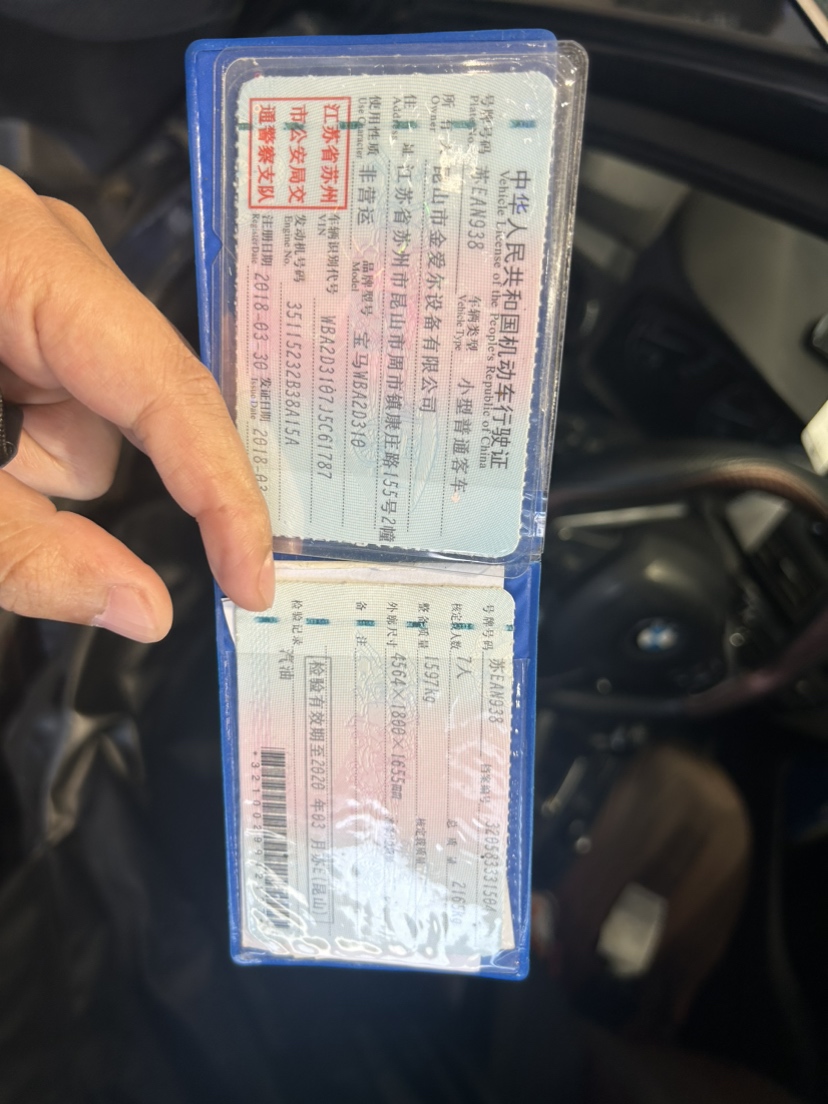 中华人民共和国机动车行驶证
Vehicle License of the People's Republic of China
号牌号码 苏EAN938 车辆类型 小型普通客车
Plate No. Vehicle Type
所 人 昆山市金爱尔设备有限公司
Owner
住 址 江苏省苏州市昆山市周市镇康庄路155号2幢
Address
使用性质 非营运 品牌型号 宝马WBA2D310
Use Character Model
江苏省苏州
市公安局交
通警察支队
车辆识别代号 WBA2D3107J5C61787
VIN
发动机号码 35115232B38A15A
Engine No.
注册日期 2018-03-30 发证日期 2018-03
Register Date Issue Date
号牌号码 苏EAN938 档案编号 320583331504
核定载人数 7人 总质量
整备质量 1597kg 核定载质量
外廓尺寸 4564×1800×1655mm
备 注
检验有效期至2020 年03 月苏E(昆山)
检验记录 汽油